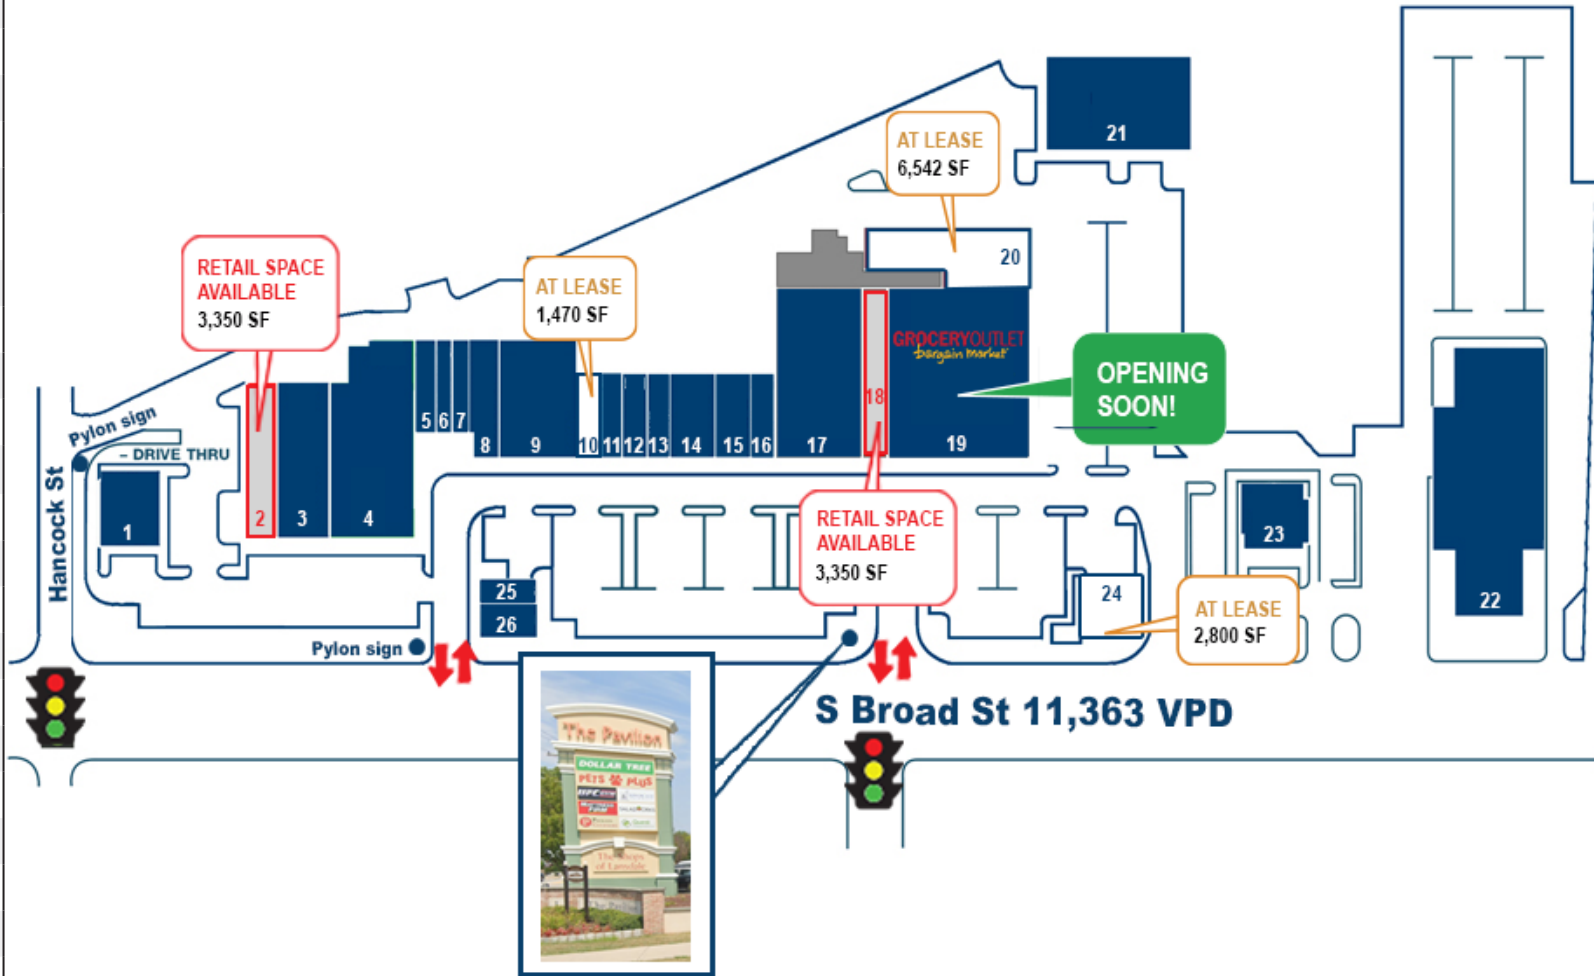 21
AT LEASE
6,542 SF
20
RETAIL SPACE
AVAILABLE
3,350 SF
AT LEASE
1,470 SF
GROCERY OUTLET
bargain market
OPENING
SOON!
18
5 6 7
8 9 10 11 12 13 14 15 16 17 19
Pylon sign
– DRIVE THRU
Hancock St
1
2 3 4
RETAIL SPACE
AVAILABLE
3,350 SF
23
24
25
26
22
AT LEASE
2,800 SF
Pylon sign
S Broad St 11,363 VPD
The Pavilion
DOLLAR TREE
PETS PLUS
The Shops
of Lansdale